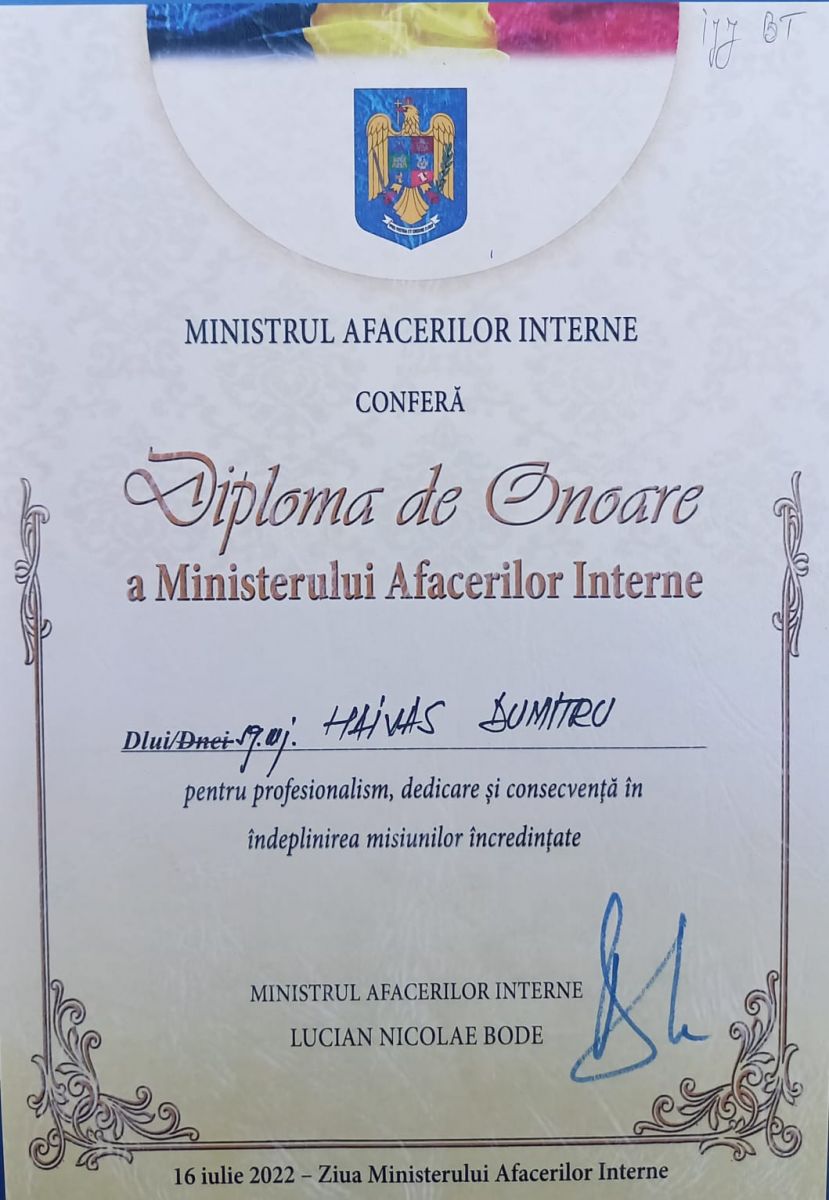 ijj BT
MINISTRUL AFACERILOR INTERNE
CONFERĂ
Diploma de Onoare
a Ministerului Afacerilor Interne
Dlui/Dnei HAIVAS DUMITRU
pentru profesionalism, dedicare și consecvență în
îndeplinirea misiunilor încredințate
MINISTRUL AFACERILOR INTERNE
LUCIAN NICOLAE BODE
16 iulie 2022 – Ziua Ministerului Afacerilor Interne